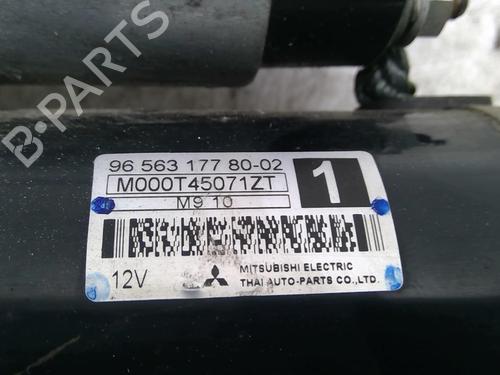 B-PARTS
96 563 177 80-02
M000T45071ZT
1
M9 10
12V
MITSUBISHI ELECTRIC
THAI AUTO-PARTS CO.,LTD.